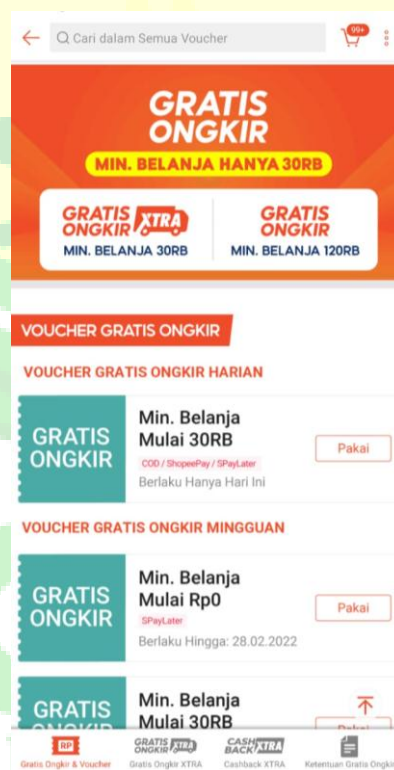 Cari dalam Semua Voucher
99+
GRATIS
ONGKIR
MIN. BELANJA HANYA 30RB
GRATIS
ONGKIR XTRA
MIN. BELANJA 30RB
GRATIS
ONGKIR
MIN. BELANJA 120RB
VOUCHER GRATIS ONGKIR
VOUCHER GRATIS ONGKIR HARIAN
GRATIS
ONGKIR
Min. Belanja
Mulai 30RB
COD / ShopeePay / SPayLater
Berlaku Hanya Hari Ini
Pakai
VOUCHER GRATIS ONGKIR MINGGUAN
GRATIS
ONGKIR
Min. Belanja
Mulai Rp0
SPayLater
Berlaku Hingga: 28.02.2022
Pakai
GRATIS
ONGKIR
Min. Belanja
Mulai 30RB
Pakai
RP
Gratis Ongkir & Voucher
GRATIS
ONGKIR XTRA
Gratis Ongkir XTRA
CASH
BACK XTRA
Cashback XTRA
Ketentuan Gratis Ongkir